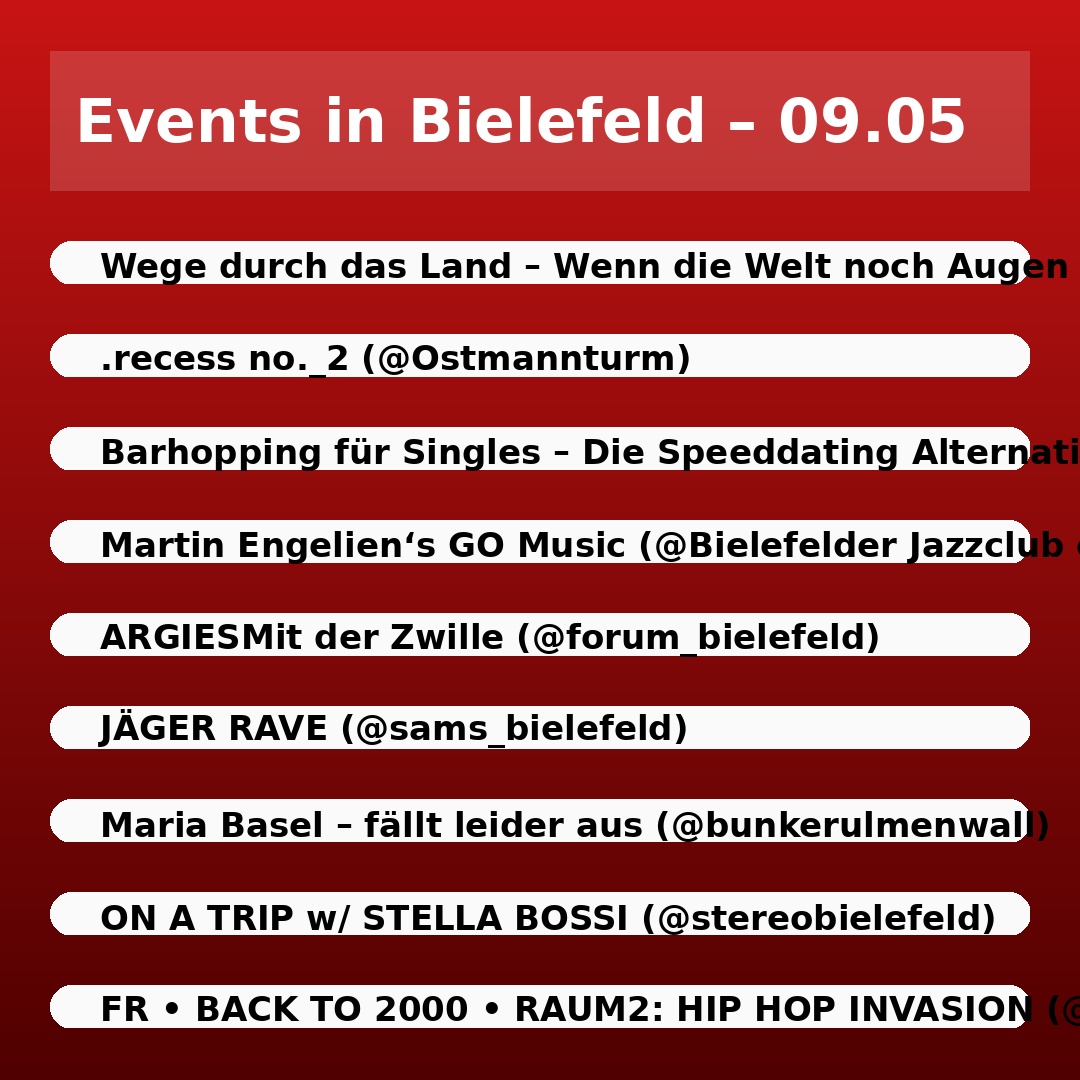 Events in Bielefeld – 09.05
Wege durch das Land – Wenn die Welt noch Augen
.recess no._2 (@Ostmannturm)
Barhopping für Singles – Die Speeddating Alternati
Martin Engelien‘s GO Music (@Bielefelder Jazzclub
ARGIESMit der Zwille (@forum_bielefeld)
JÄGER RAVE (@sams_bielefeld)
Maria Basel – fällt leider aus (@bunkerulmenwall)
ON A TRIP w/ STELLA BOSSI (@stereobielefeld)
FR • BACK TO 2000 • RAUM2: HIP HOP INVASION (@